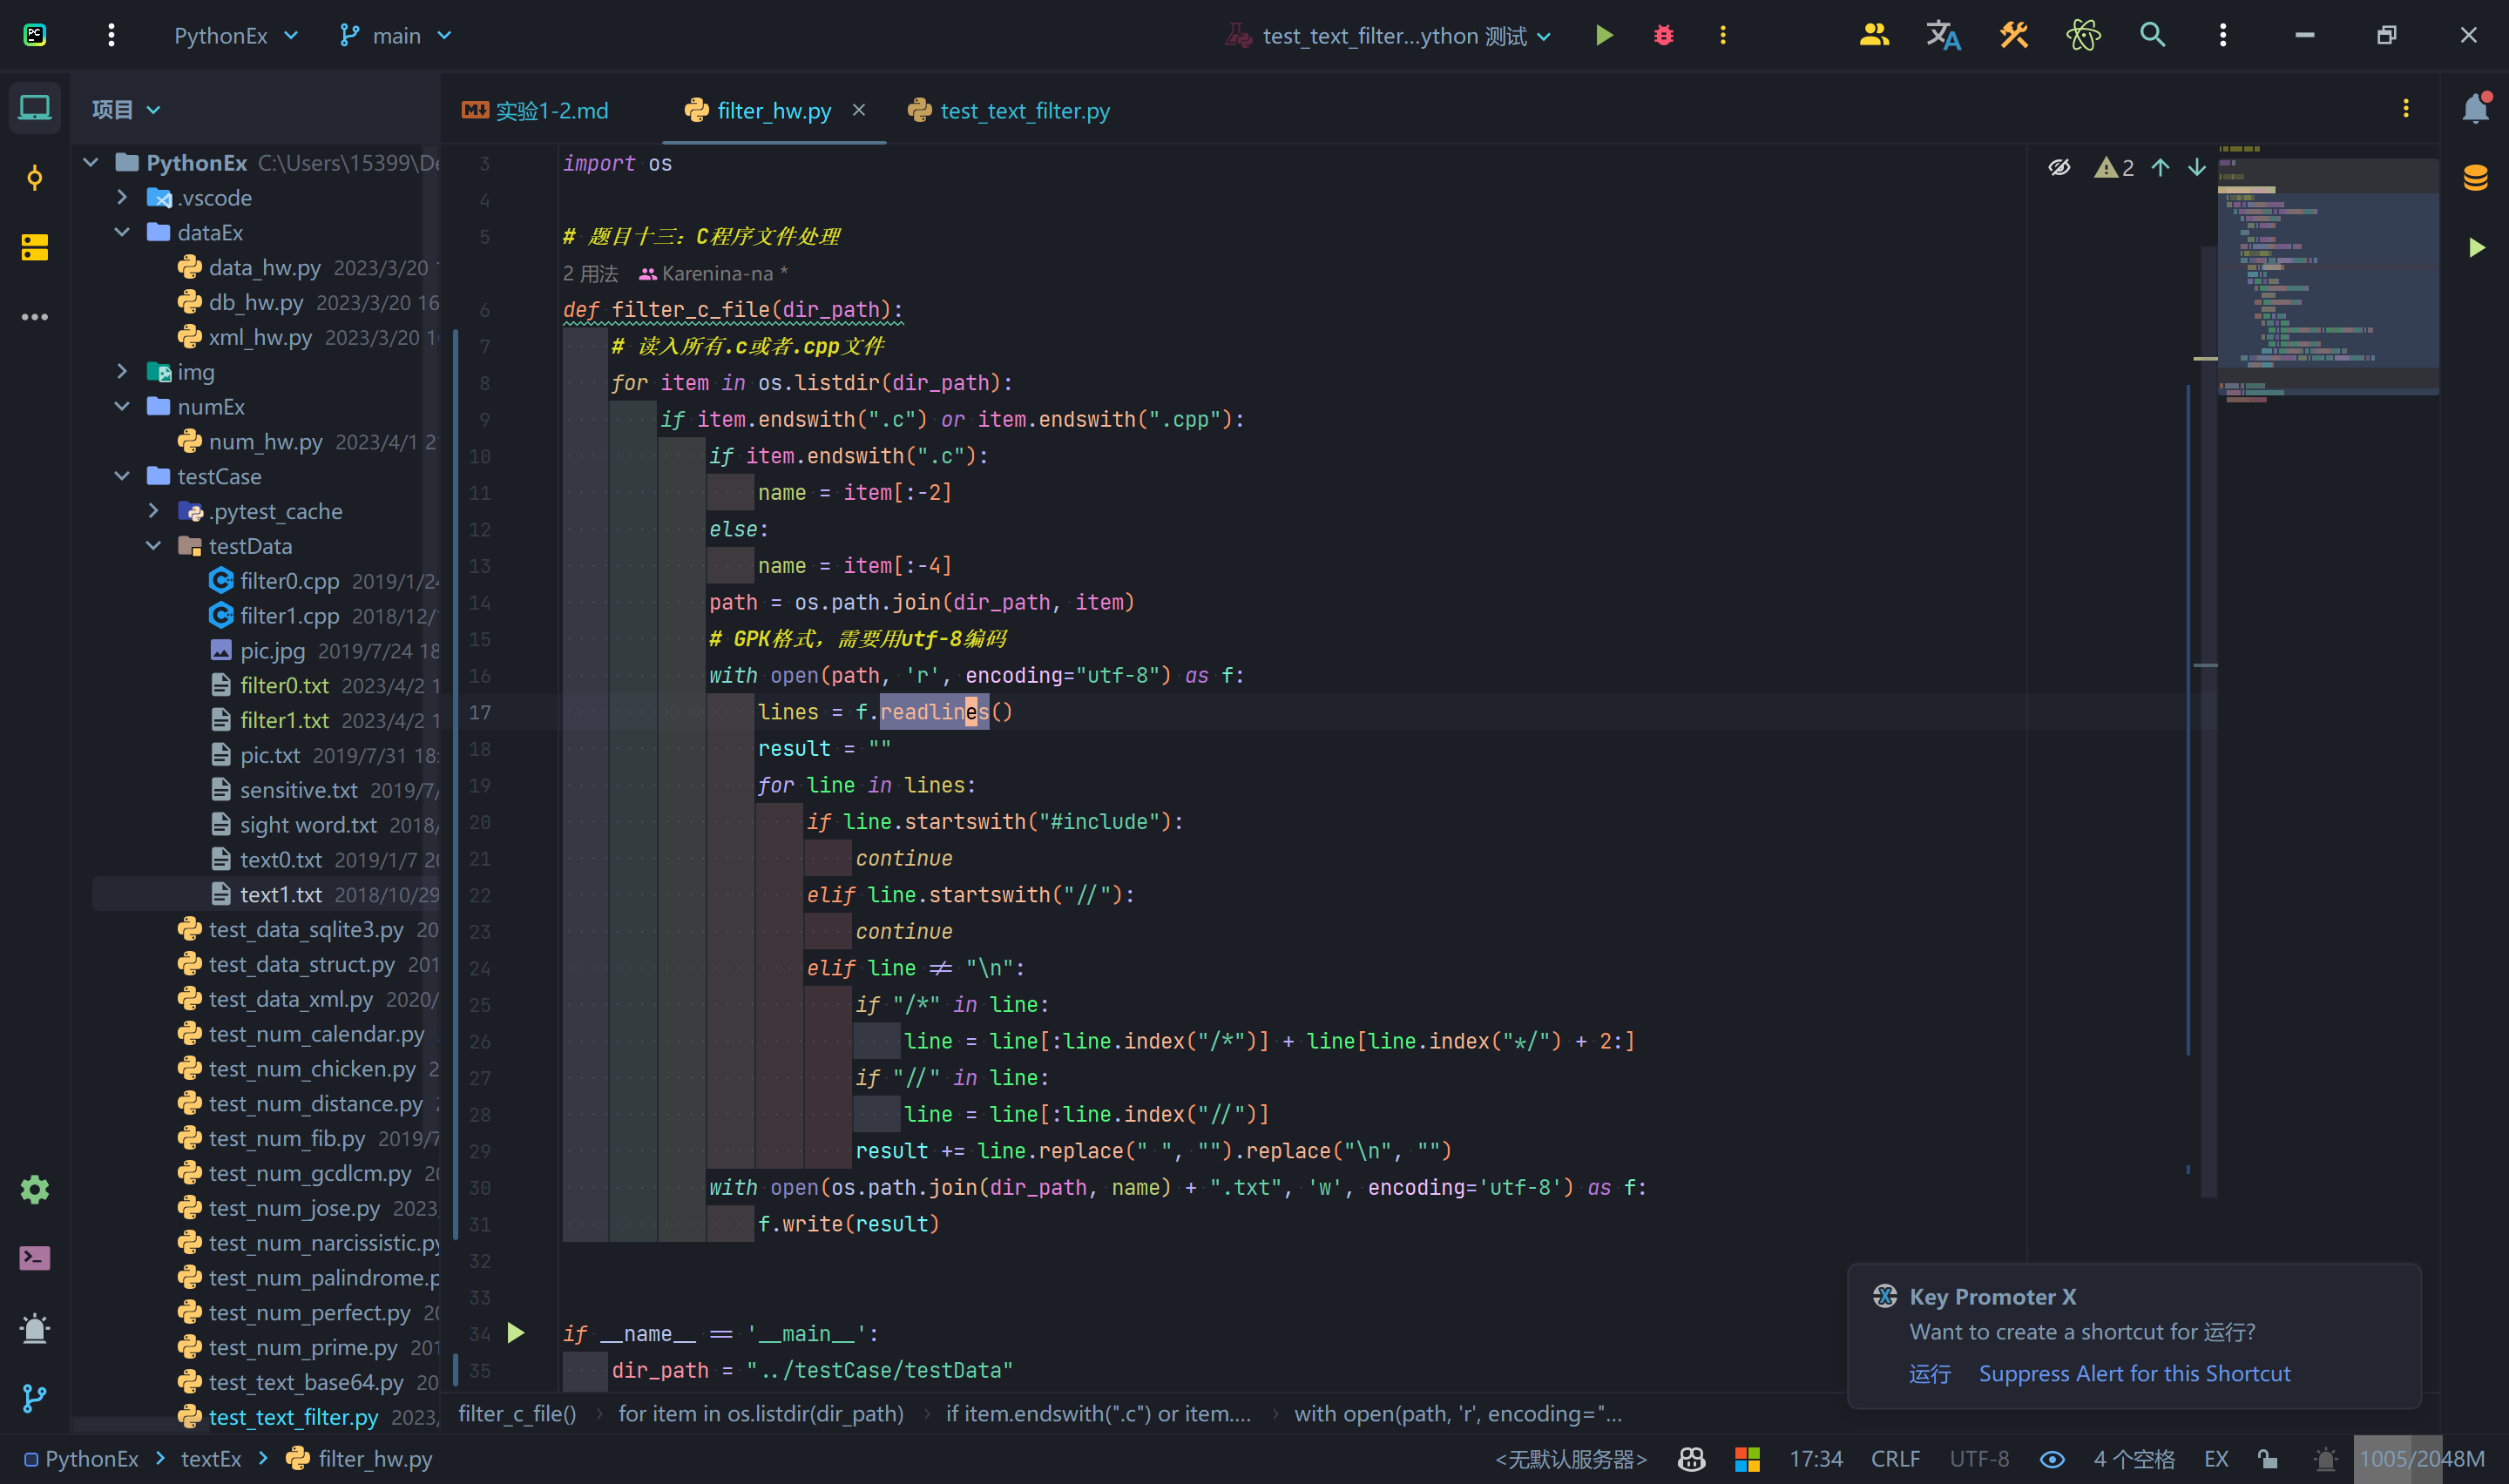 PythonEx
main
test_text_filter...ython 测试
项目
实验1-2.md
filter_hw.py
test_text_filter.py
PythonEx C:\Users\15399\De
.vscode
dataEx
data_hw.py 2023/3/20
db_hw.py 2023/3/20 16
xml_hw.py 2023/3/20 1
img
numEx
num_hw.py 2023/4/1 2
testCase
.pytest_cache
testData
filter0.cpp 2019/1/24
filter1.cpp 2018/12/
pic.jpg 2019/7/24 18
filter0.txt 2023/4/2 1
filter1.txt 2023/4/2 1
pic.txt 2019/7/31 18:
sensitive.txt 2019/7/
sight word.txt 2018/
text0.txt 2019/1/7 20
text1.txt 2018/10/29
test_data_sqlite3.py 20
test_data_struct.py 201
test_data_xml.py 2020/
test_num_calendar.py
test_num_chicken.py 2
test_num_distance.py
test_num_fib.py 2019/7
test_num_gcdlcm.py 20
test_num_jose.py 2023
test_num_narcissistic.py
test_num_palindrome.p
test_num_perfect.py 20
test_num_prime.py 201
test_text_base64.py 20
test_text_filter.py 2023/
3 import os
4
5 # 题目十三：C程序文件处理
2 用法 Karenina-na *
6 def filter_c_file(dir_path):
7 # 读入所有.c或者.cpp文件
8 for item in os.listdir(dir_path):
9 if item.endswith(".c") or item.endswith(".cpp"):
10 if item.endswith(".c"):
11 name = item[:-2]
12 else:
13 name = item[:-4]
14 path = os.path.join(dir_path, item)
15 # GPK格式，需要用utf-8编码
16 with open(path, 'r', encoding="utf-8") as f:
17 lines = f.readlines()
18 result = ""
19 for line in lines:
20 if line.startswith("#include"):
21 continue
22 elif line.startswith("//"):
23 continue
24 elif line ≠ "\n":
25 if "/*" in line:
26 line = line[:line.index("/*")] + line[line.index("*/") + 2:]
27 if "//" in line:
28 line = line[:line.index("//")]
29 result += line.replace(" ", "").replace("\n", "")
30 with open(os.path.join(dir_path, name) + ".txt", 'w', encoding='utf-8') as f:
31 f.write(result)
32
33
34 if __name__ == '__main__':
35 dir_path = "../testCase/testData"
2
Key Promoter X
Want to create a shortcut for 运行?
运行 Suppress Alert for this Shortcut
filter_c_file() › for item in os.listdir(dir_path) › if item.endswith(".c") or item.... › with open(path, 'r', encoding="...
PythonEx > textEx > filter_hw.py
<无默认服务器> 17:34 CRLF UTF-8 4 个空格 EX 1005/2048M